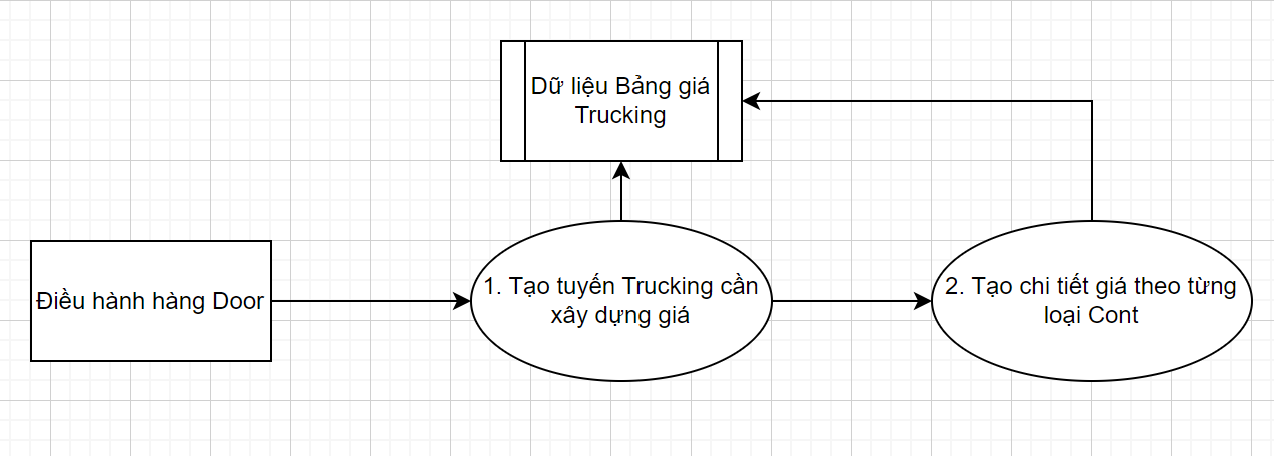 Dữ liệu Bảng giá
Trucking
Điều hành hàng Door
1. Tạo tuyến Trucking cần
xây dựng giá
2. Tạo chi tiết giá theo từng
loại Cont